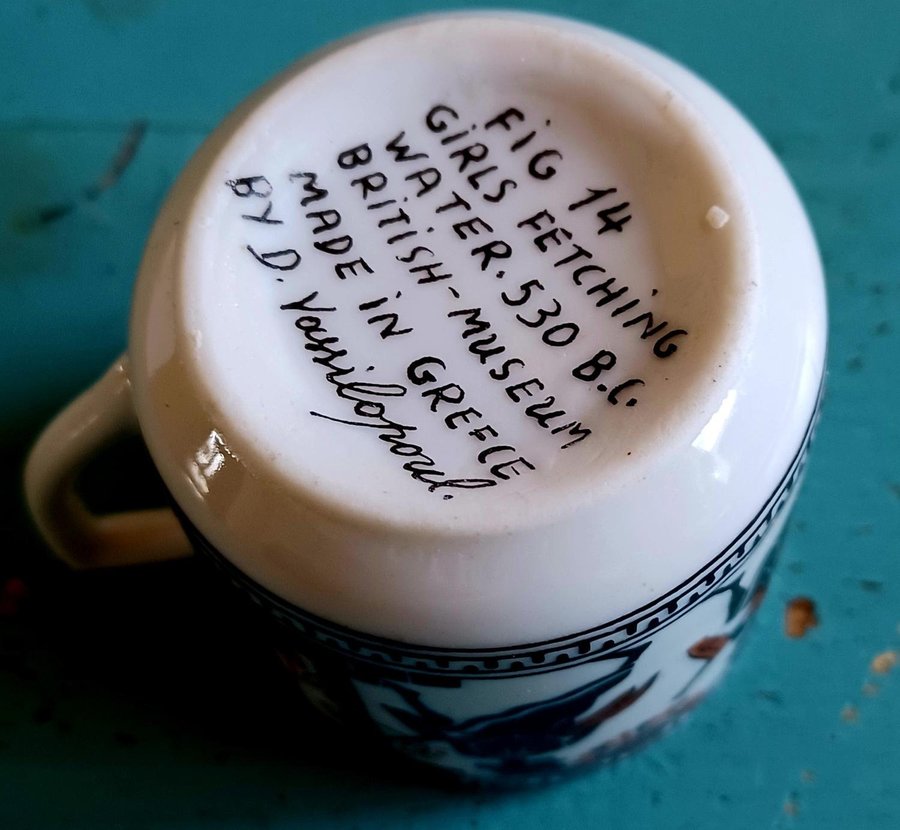 FiG 14
GiRLS FETCHiNG
WATER. 530 B.C.
BRiTiSH-MUSEUM
MADE iN GREECE
BY D. Vassilopoul.